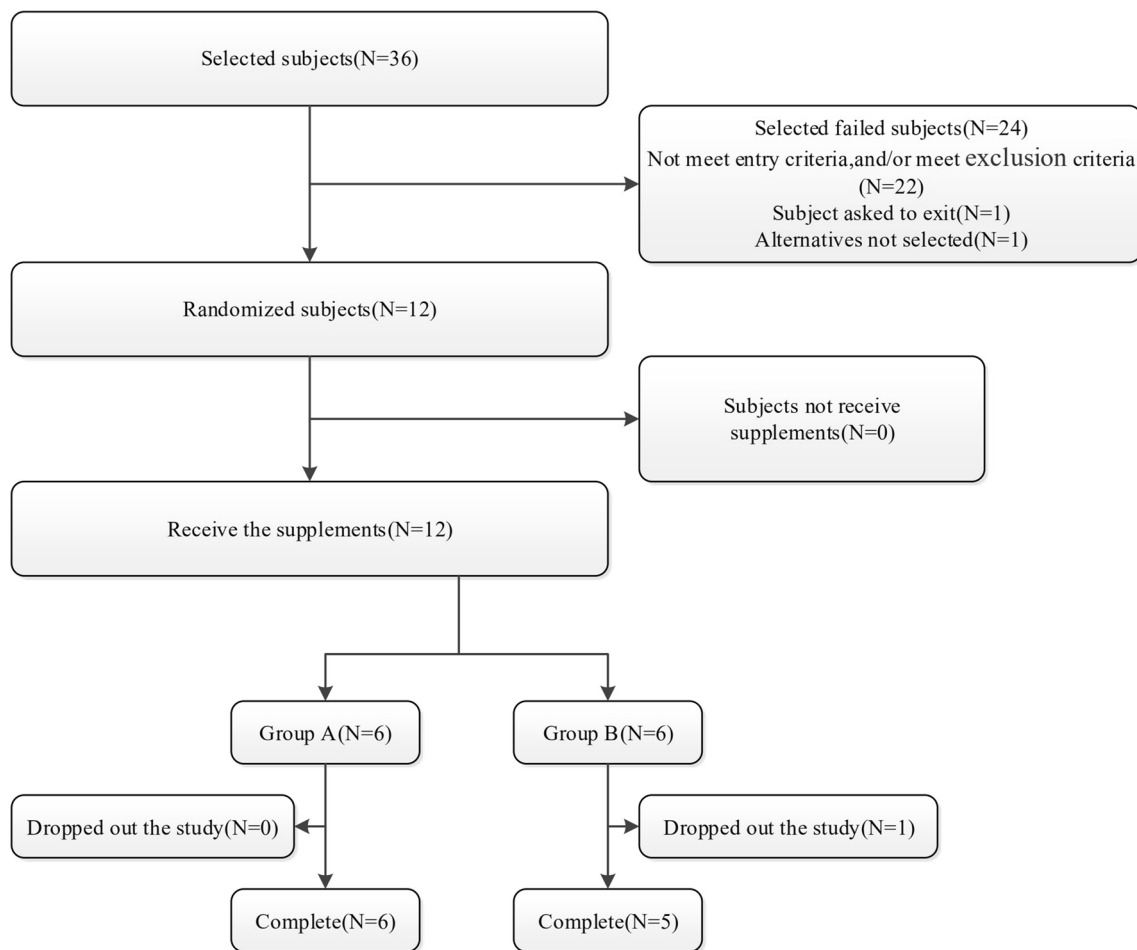 Selected subjects(N=36)
Selected failed subjects(N=24)
Not meet entry criteria,and/or meet exclusion criteria
(N=22)
Subject asked to exit(N=1)
Alternatives not selected(N=1)
Randomized subjects(N=12)
Subjects not receive
supplements(N=0)
Receive the supplements(N=12)
Group A(N=6)
Group B(N=6)
Dropped out the study(N=0)
Dropped out the study(N=1)
Complete(N=6)
Complete(N=5)